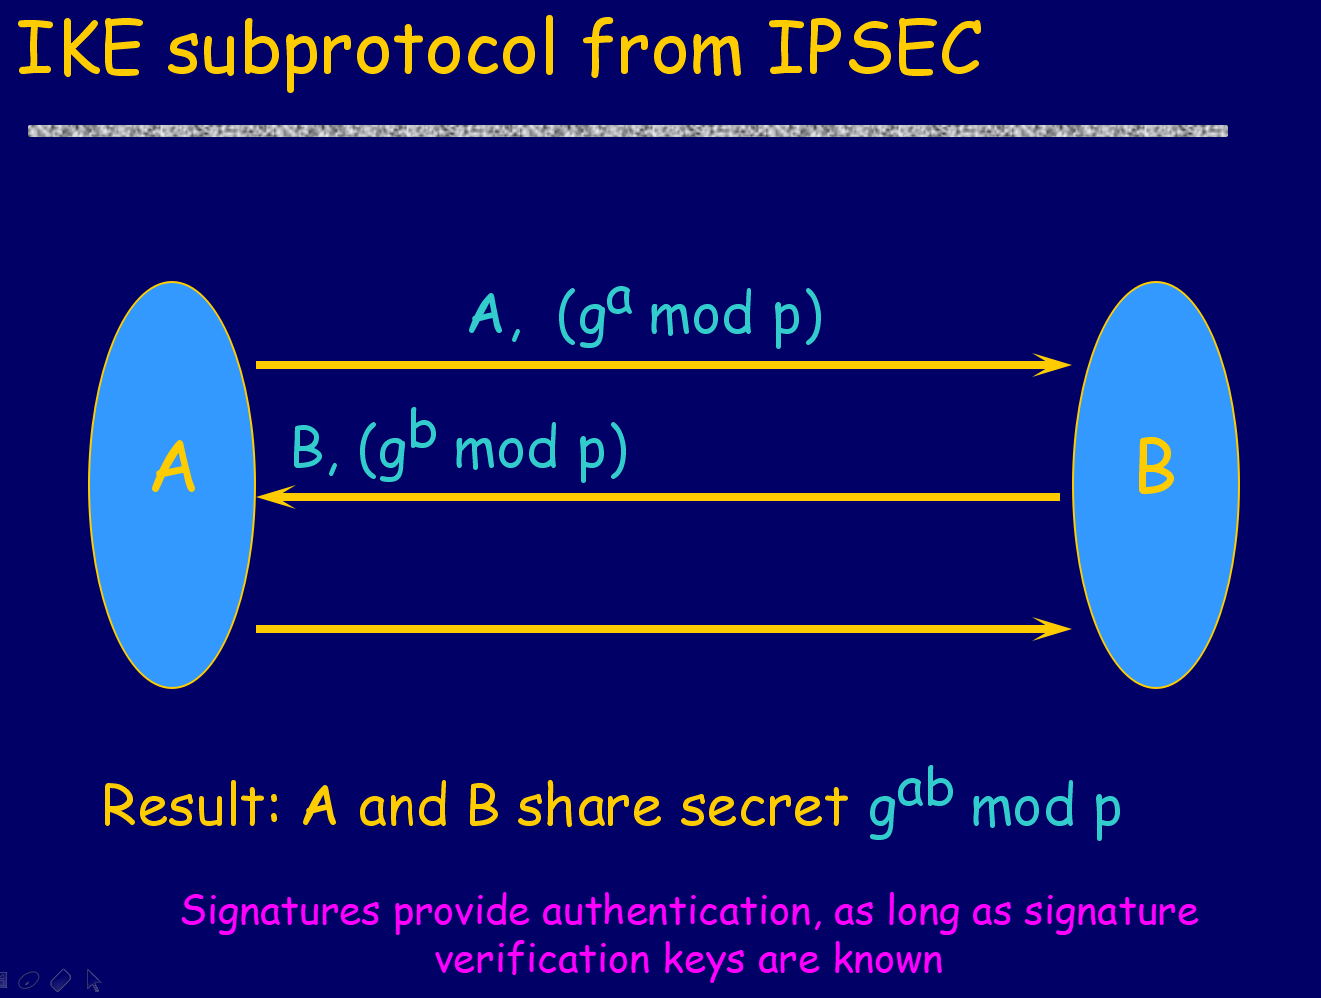 IKE subprotocol from IPSEC
A, (gᵃ mod p)
B, (gᵇ mod p)
A
B
Result: A and B share secret gᵃᵇ mod p
Signatures provide authentication, as long as signature
verification keys are known